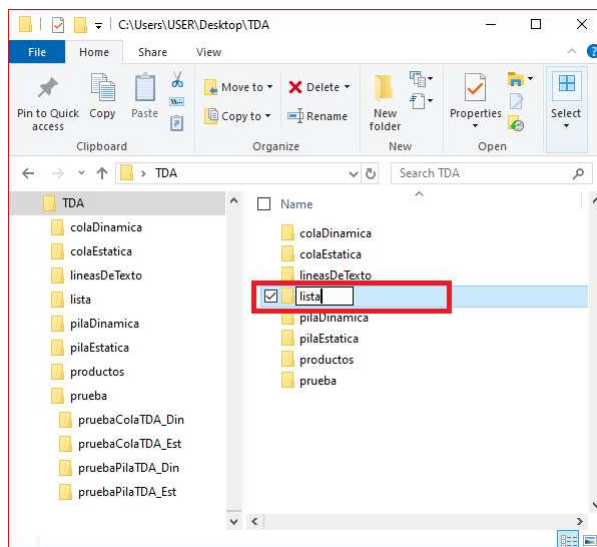 C:\Users\USER\Desktop\TDA
File Home Share View
Pin to Quick access
Copy
Paste
Clipboard
Move to
Copy to
Delete
Rename
Organize
New folder
New
Properties
Open
Select
TDA
Search TDA
TDA
colaDinamica
colaEstatica
lineasDeTexto
lista
pilaDinamica
pilaEstatica
productos
prueba
pruebaColaTDA_Din
pruebaColaTDA_Est
pruebaPilaTDA_Din
pruebaPilaTDA_Est
Name
colaDinamica
colaEstatica
lineasDeTexto
lista
pilaDinamica
pilaEstatica
productos
prueba